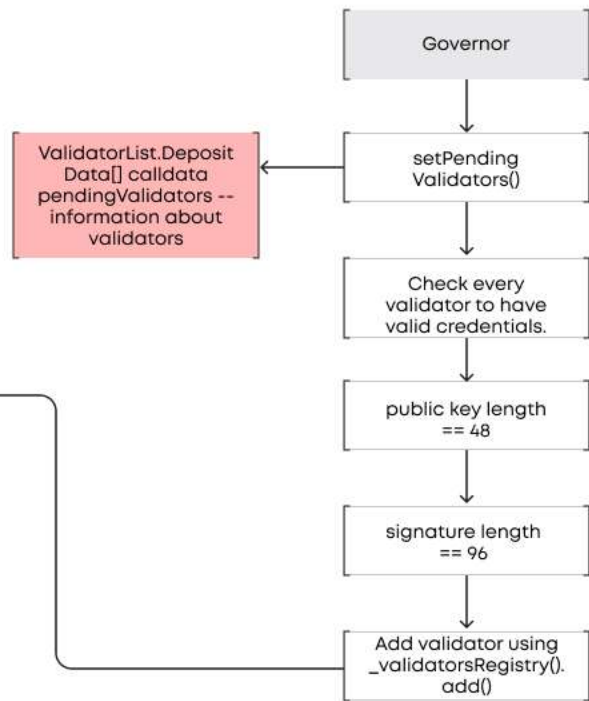 Governor
ValidatorList.Deposit
Data[] calldata
pendingValidators --
information about
validators
setPending
Validators()
Check every
validator to have
valid credentials.
public key length
== 48
signature length
== 96
Add validator using
_validatorsRegistry().
add()